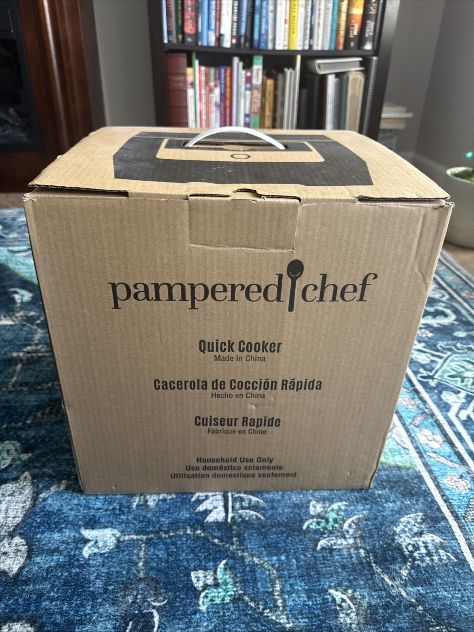 pampered chef
Quick Cooker
Made in China
Cacerola de Cocción Rápida
Hecho en China
Cuiseur Rapide
Fabriqué en Chine
Household Use Only
Uso doméstico solamente
Utilisation domestique seulement